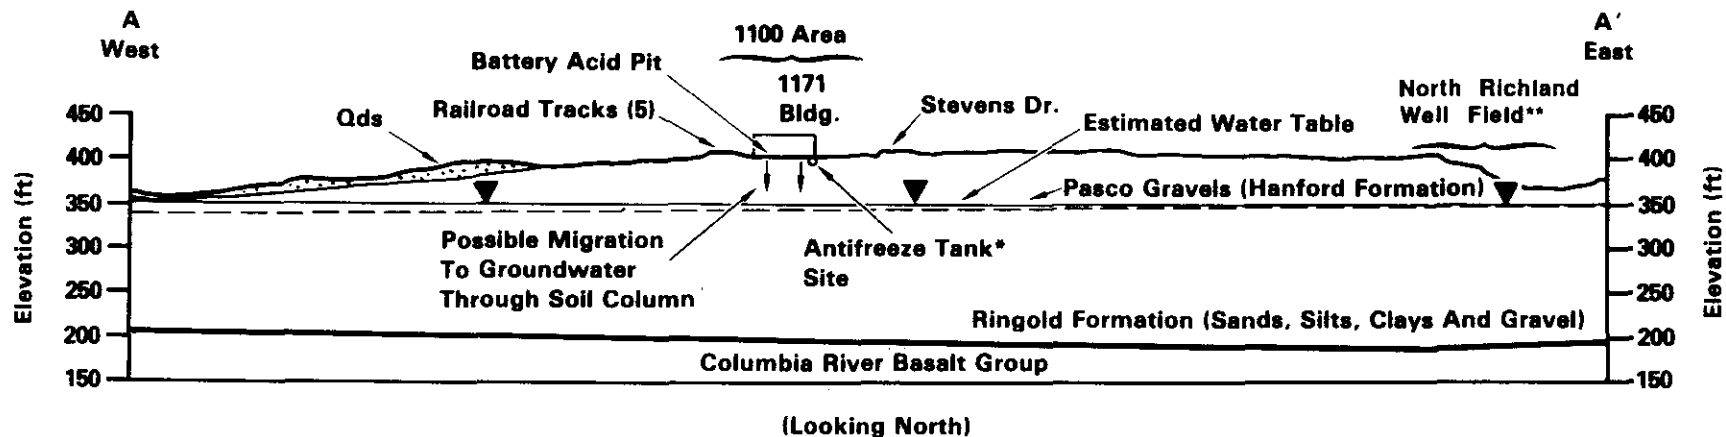 A
West
1100 Area
A′
East
Battery Acid Pit
1171
Bldg.
North Richland
Well Field**
Qds
Railroad Tracks (5)
Stevens Dr.
Estimated Water Table
Pasco Gravels (Hanford Formation)
Elevation (ft)
450
400
350
300
250
200
150
450
400
350
300
250
200
150
Elevation (ft)
Possible Migration
To Groundwater
Through Soil Column
Antifreeze Tank*
Site
Ringold Formation (Sands, Silts, Clays And Gravel)
Columbia River Basalt Group
(Looking North)